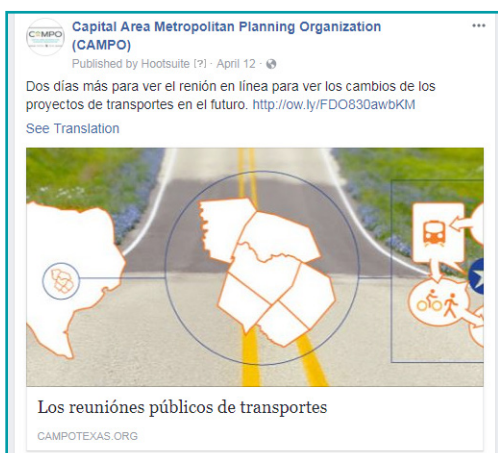 CAMPO
Capital Area Metropolitan Planning Organization
(CAMPO)
Published by Hootsuite [?] · April 12 ·
Dos días más para ver el renión en línea para ver los cambios de los
proyectos de transportes en el futuro. http://ow.ly/FDO830awbKM
See Translation
Los reuniónes públicos de transportes
CAMPOTEXAS.ORG